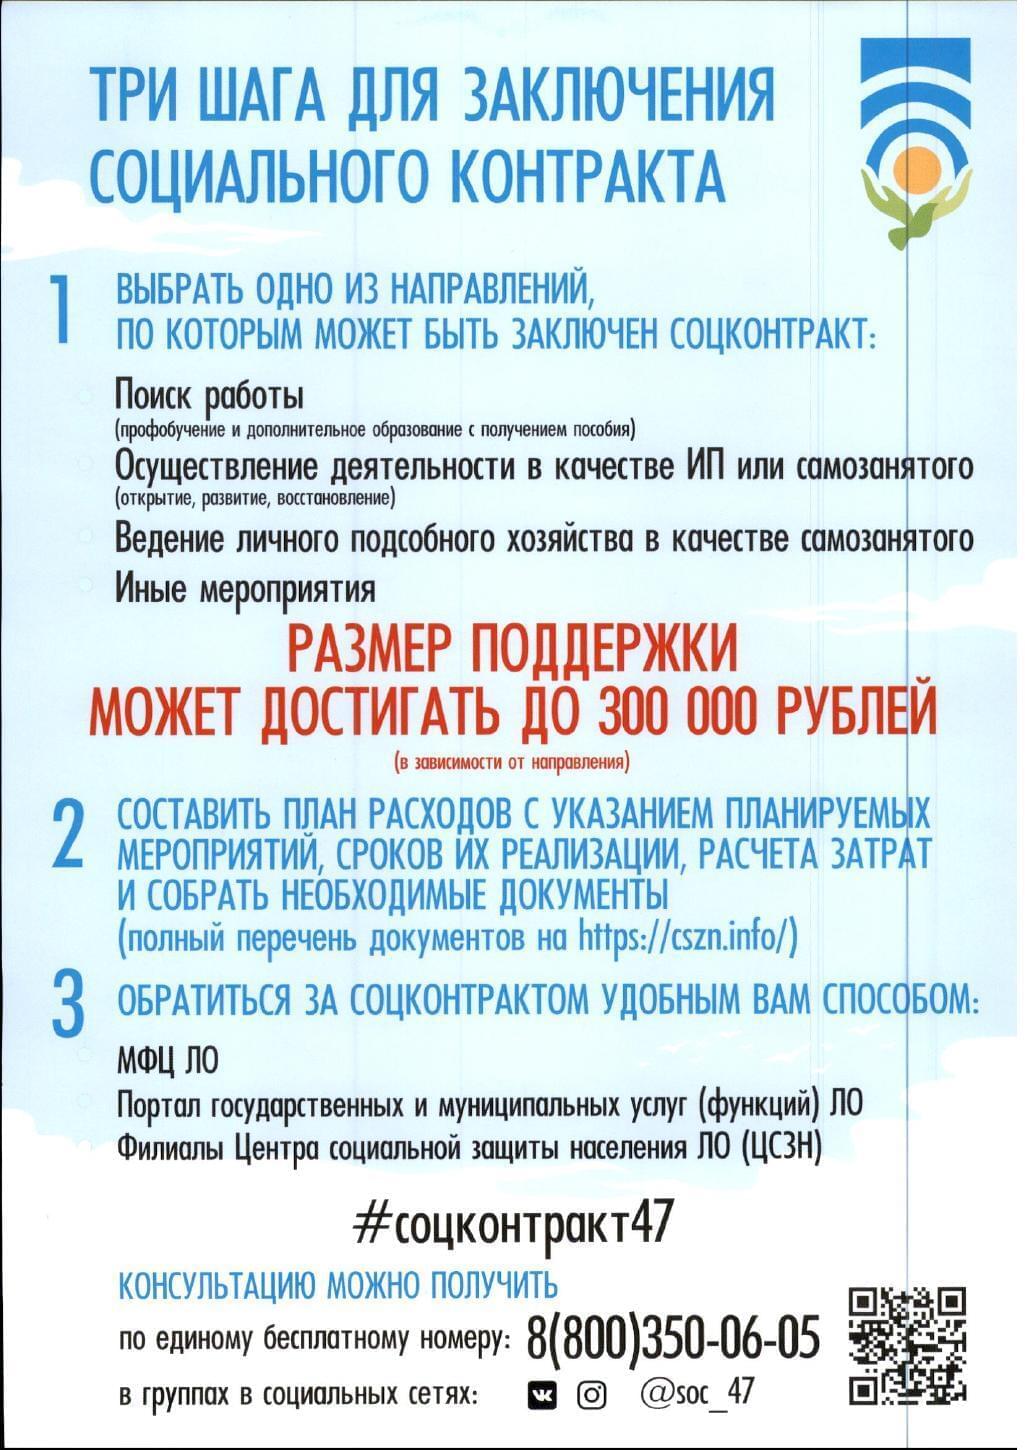 ТРИ ШАГА ДЛЯ ЗАКЛЮЧЕНИЯ
СОЦИАЛЬНОГО КОНТРАКТА
1 ВЫБРАТЬ ОДНО ИЗ НАПРАВЛЕНИЙ,
ПО КОТОРЫМ МОЖЕТ БЫТЬ ЗАКЛЮЧЕН СОЦКОНТРАКТ:
Поиск работы
(профобучение и дополнительное образование с получением пособия)
Осуществление деятельности в качестве ИП или самозанятого
(открытие, развитие, восстановление)
Ведение личного подсобного хозяйства в качестве самозанятого
Иные мероприятия
РАЗМЕР ПОДДЕРЖКИ
МОЖЕТ ДОСТИГАТЬ ДО 300 000 РУБЛЕЙ
(в зависимости от направления)
2 СОСТАВИТЬ ПЛАН РАСХОДОВ С УКАЗАНИЕМ ПЛАНИРУЕМЫХ
МЕРОПРИЯТИЙ, СРОКОВ ИХ РЕАЛИЗАЦИИ, РАСЧЕТА ЗАТРАТ
И СОБРАТЬ НЕОБХОДИМЫЕ ДОКУМЕНТЫ
(полный перечень документов на https://cszn.info/)
3 ОБРАТИТЬСЯ ЗА СОЦКОНТРАКТОМ УДОБНЫМ ВАМ СПОСОБОМ:
МФЦ ЛО
Портал государственных и муниципальных услуг (функций) ЛО
Филиалы Центра социальной защиты населения ЛО (ЦСЗН)
#соцконтракт47
КОНСУЛЬТАЦИЮ МОЖНО ПОЛУЧИТЬ
по единому бесплатному номеру: 8(800)350-06-05
в группах в социальных сетях: @soc_47